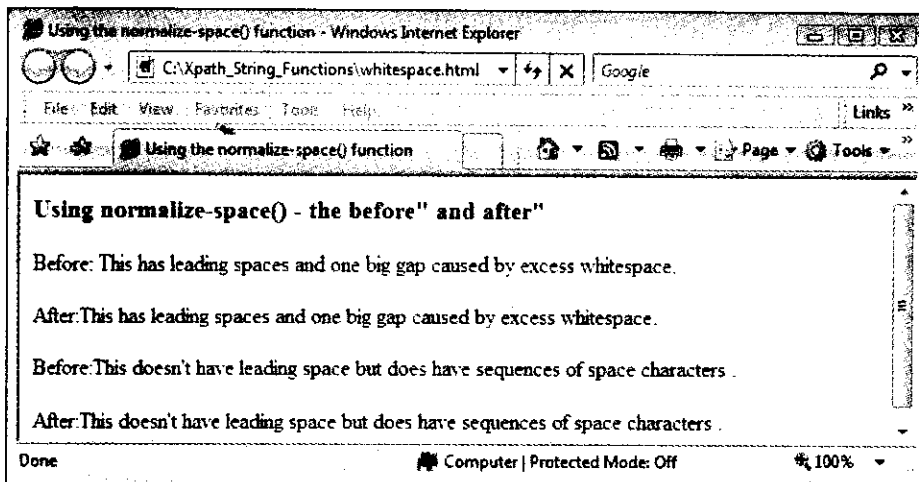 Using the normalize-space() function - Windows Internet Explorer
C:\Xpath_String_Functions\whitespace.html Google
File Edit View Favorites Tools Help Links »
Using the normalize-space() function Page Tools »
Using normalize-space() - the before" and after"
Before: This has leading spaces and one big gap caused by excess whitespace.
After:This has leading spaces and one big gap caused by excess whitespace.
Before:This doesn't have leading space but does have sequences of space characters .
After:This doesn't have leading space but does have sequences of space characters .
Done Computer | Protected Mode: Off 100%